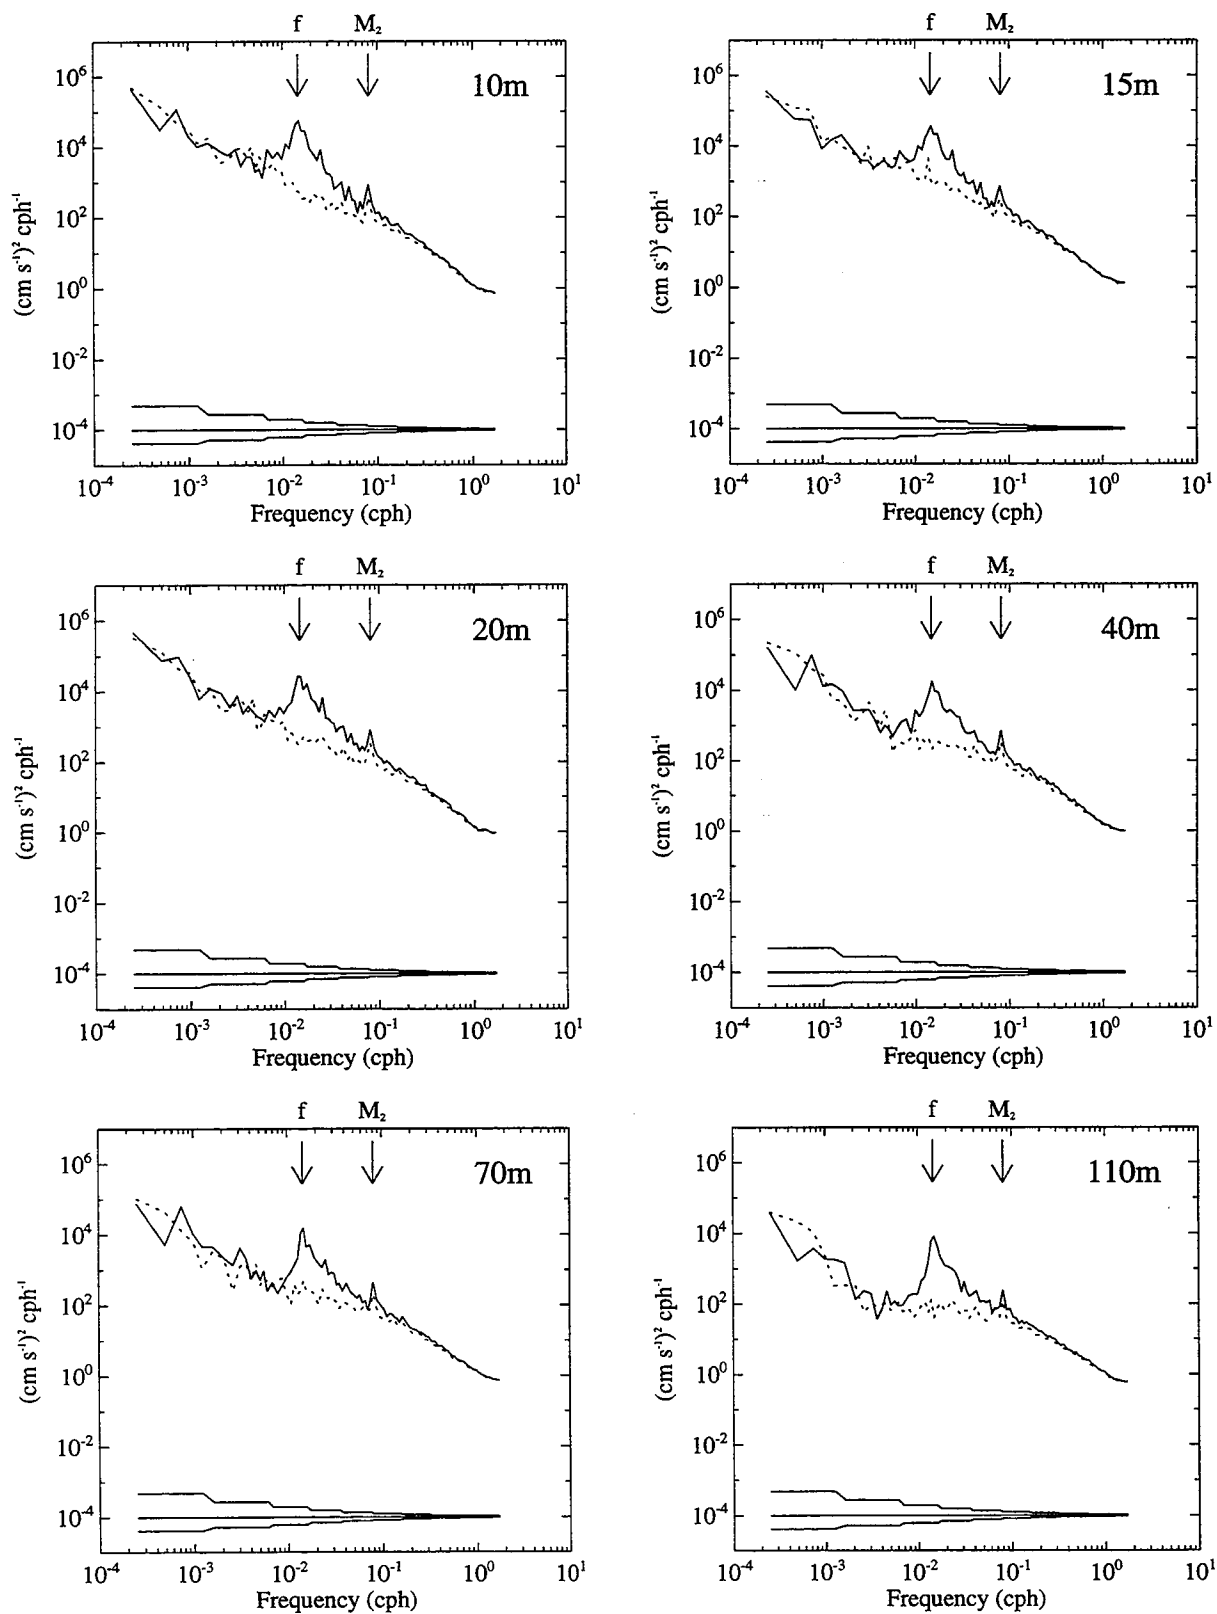 f M₂
10m
10⁶
10⁴
10²
10⁰
10⁻²
10⁻⁴
(cm s⁻¹)² cph⁻¹
10⁻⁴ 10⁻³ 10⁻² 10⁻¹ 10⁰ 10¹
Frequency (cph)
f M₂
15m
10⁶
10⁴
10²
10⁰
10⁻²
10⁻⁴
(cm s⁻¹)² cph⁻¹
10⁻⁴ 10⁻³ 10⁻² 10⁻¹ 10⁰ 10¹
Frequency (cph)
f M₂
20m
10⁶
10⁴
10²
10⁰
10⁻²
10⁻⁴
(cm s⁻¹)² cph⁻¹
10⁻⁴ 10⁻³ 10⁻² 10⁻¹ 10⁰ 10¹
Frequency (cph)
f M₂
40m
10⁶
10⁴
10²
10⁰
10⁻²
10⁻⁴
(cm s⁻¹)² cph⁻¹
10⁻⁴ 10⁻³ 10⁻² 10⁻¹ 10⁰ 10¹
Frequency (cph)
f M₂
70m
10⁶
10⁴
10²
10⁰
10⁻²
10⁻⁴
(cm s⁻¹)² cph⁻¹
10⁻⁴ 10⁻³ 10⁻² 10⁻¹ 10⁰ 10¹
Frequency (cph)
f M₂
110m
10⁶
10⁴
10²
10⁰
10⁻²
10⁻⁴
(cm s⁻¹)² cph⁻¹
10⁻⁴ 10⁻³ 10⁻² 10⁻¹ 10⁰ 10¹
Frequency (cph)